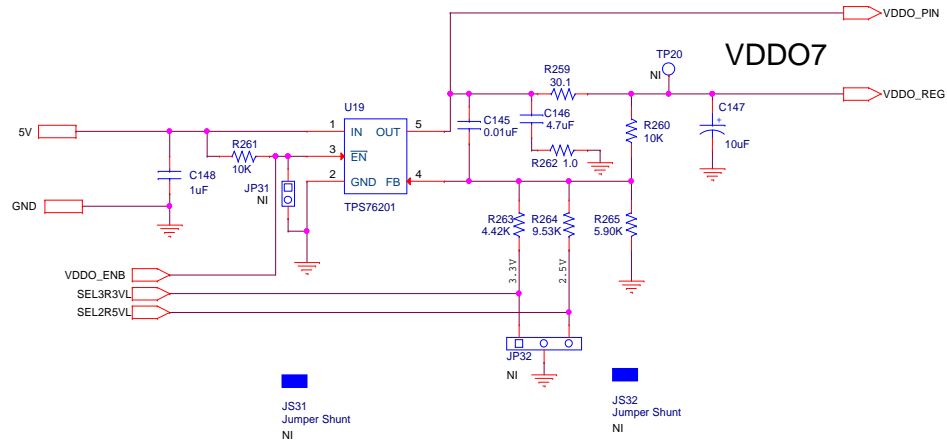 VDDO_PIN
VDDO7
TP20
NI
R259
30.1
VDDO_REG
U19
C145
0.01uF
C146
4.7uF
C147
+
10uF
5V
1
IN
OUT
5
R260
10K
R261
10K
3
EN
R262 1.0
C148
1uF
2
GND
FB
4
JP31
NI
TPS76201
GND
R263
4.42K
R264
9.53K
R265
5.90K
3.3V
2.5V
VDDO_ENB
SEL3R3VL
SEL2R5VL
JP32
NI
JS31
Jumper Shunt
NI
JS32
Jumper Shunt
NI